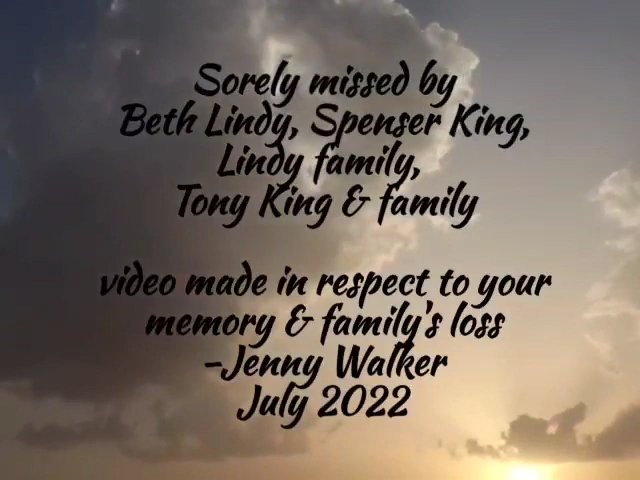 Sorely missed by
Beth Lindy, Spenser King,
Lindy family,
Tony King & family
video made in respect to your
memory & family's loss
-Jenny Walker
July 2022